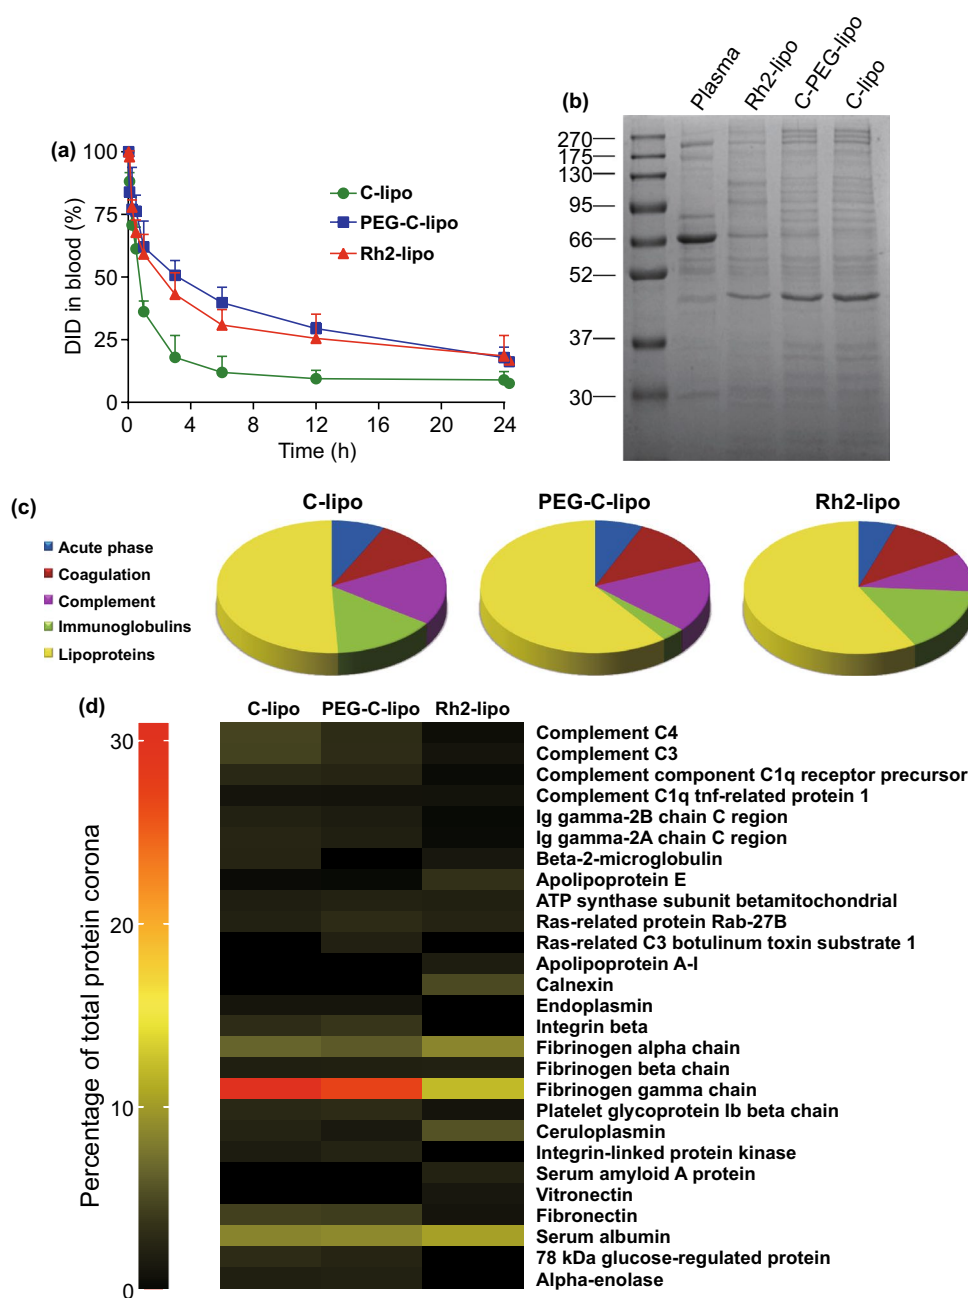 (a)
100
75
50
25
0
DID in blood (%)
0 4 8 12 16 20 24
Time (h)
C-lipo
PEG-C-lipo
Rh2-lipo
(b)
Plasma
Rh2-lipo
C-PEG-lipo
C-lipo
270
175
130
95
66
52
37
30
(c)
C-lipo PEG-C-lipo Rh2-lipo
Acute phase
Coagulation
Complement
Immunoglobulins
Lipoproteins
(d)
C-lipo PEG-C-lipo Rh2-lipo
30
20
10
0
Percentage of total protein corona
Complement C4
Complement C3
Complement component C1q receptor precursor
Complement C1q tnf-related protein 1
Ig gamma-2B chain C region
Ig gamma-2A chain C region
Beta-2-microglobulin
Apolipoprotein E
ATP synthase subunit betamitochondrial
Ras-related protein Rab-27B
Ras-related C3 botulinum toxin substrate 1
Apolipoprotein A-I
Calnexin
Endoplasmin
Integrin beta
Fibrinogen alpha chain
Fibrinogen beta chain
Fibrinogen gamma chain
Platelet glycoprotein Ib beta chain
Ceruloplasmin
Integrin-linked protein kinase
Serum amyloid A protein
Vitronectin
Fibronectin
Serum albumin
78 kDa glucose-regulated protein
Alpha-enolase